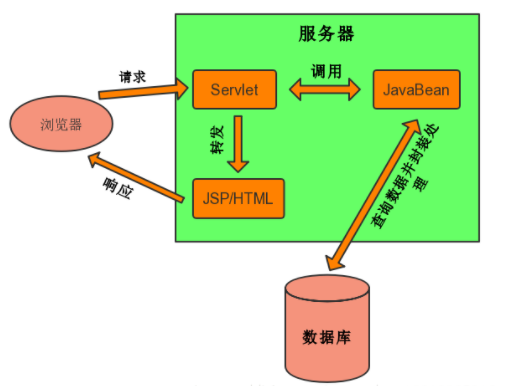 服务器
请求
Servlet
调用
JavaBean
浏览器
转发
响应
JSP/HTML
查询数据并封装处
理
数据库